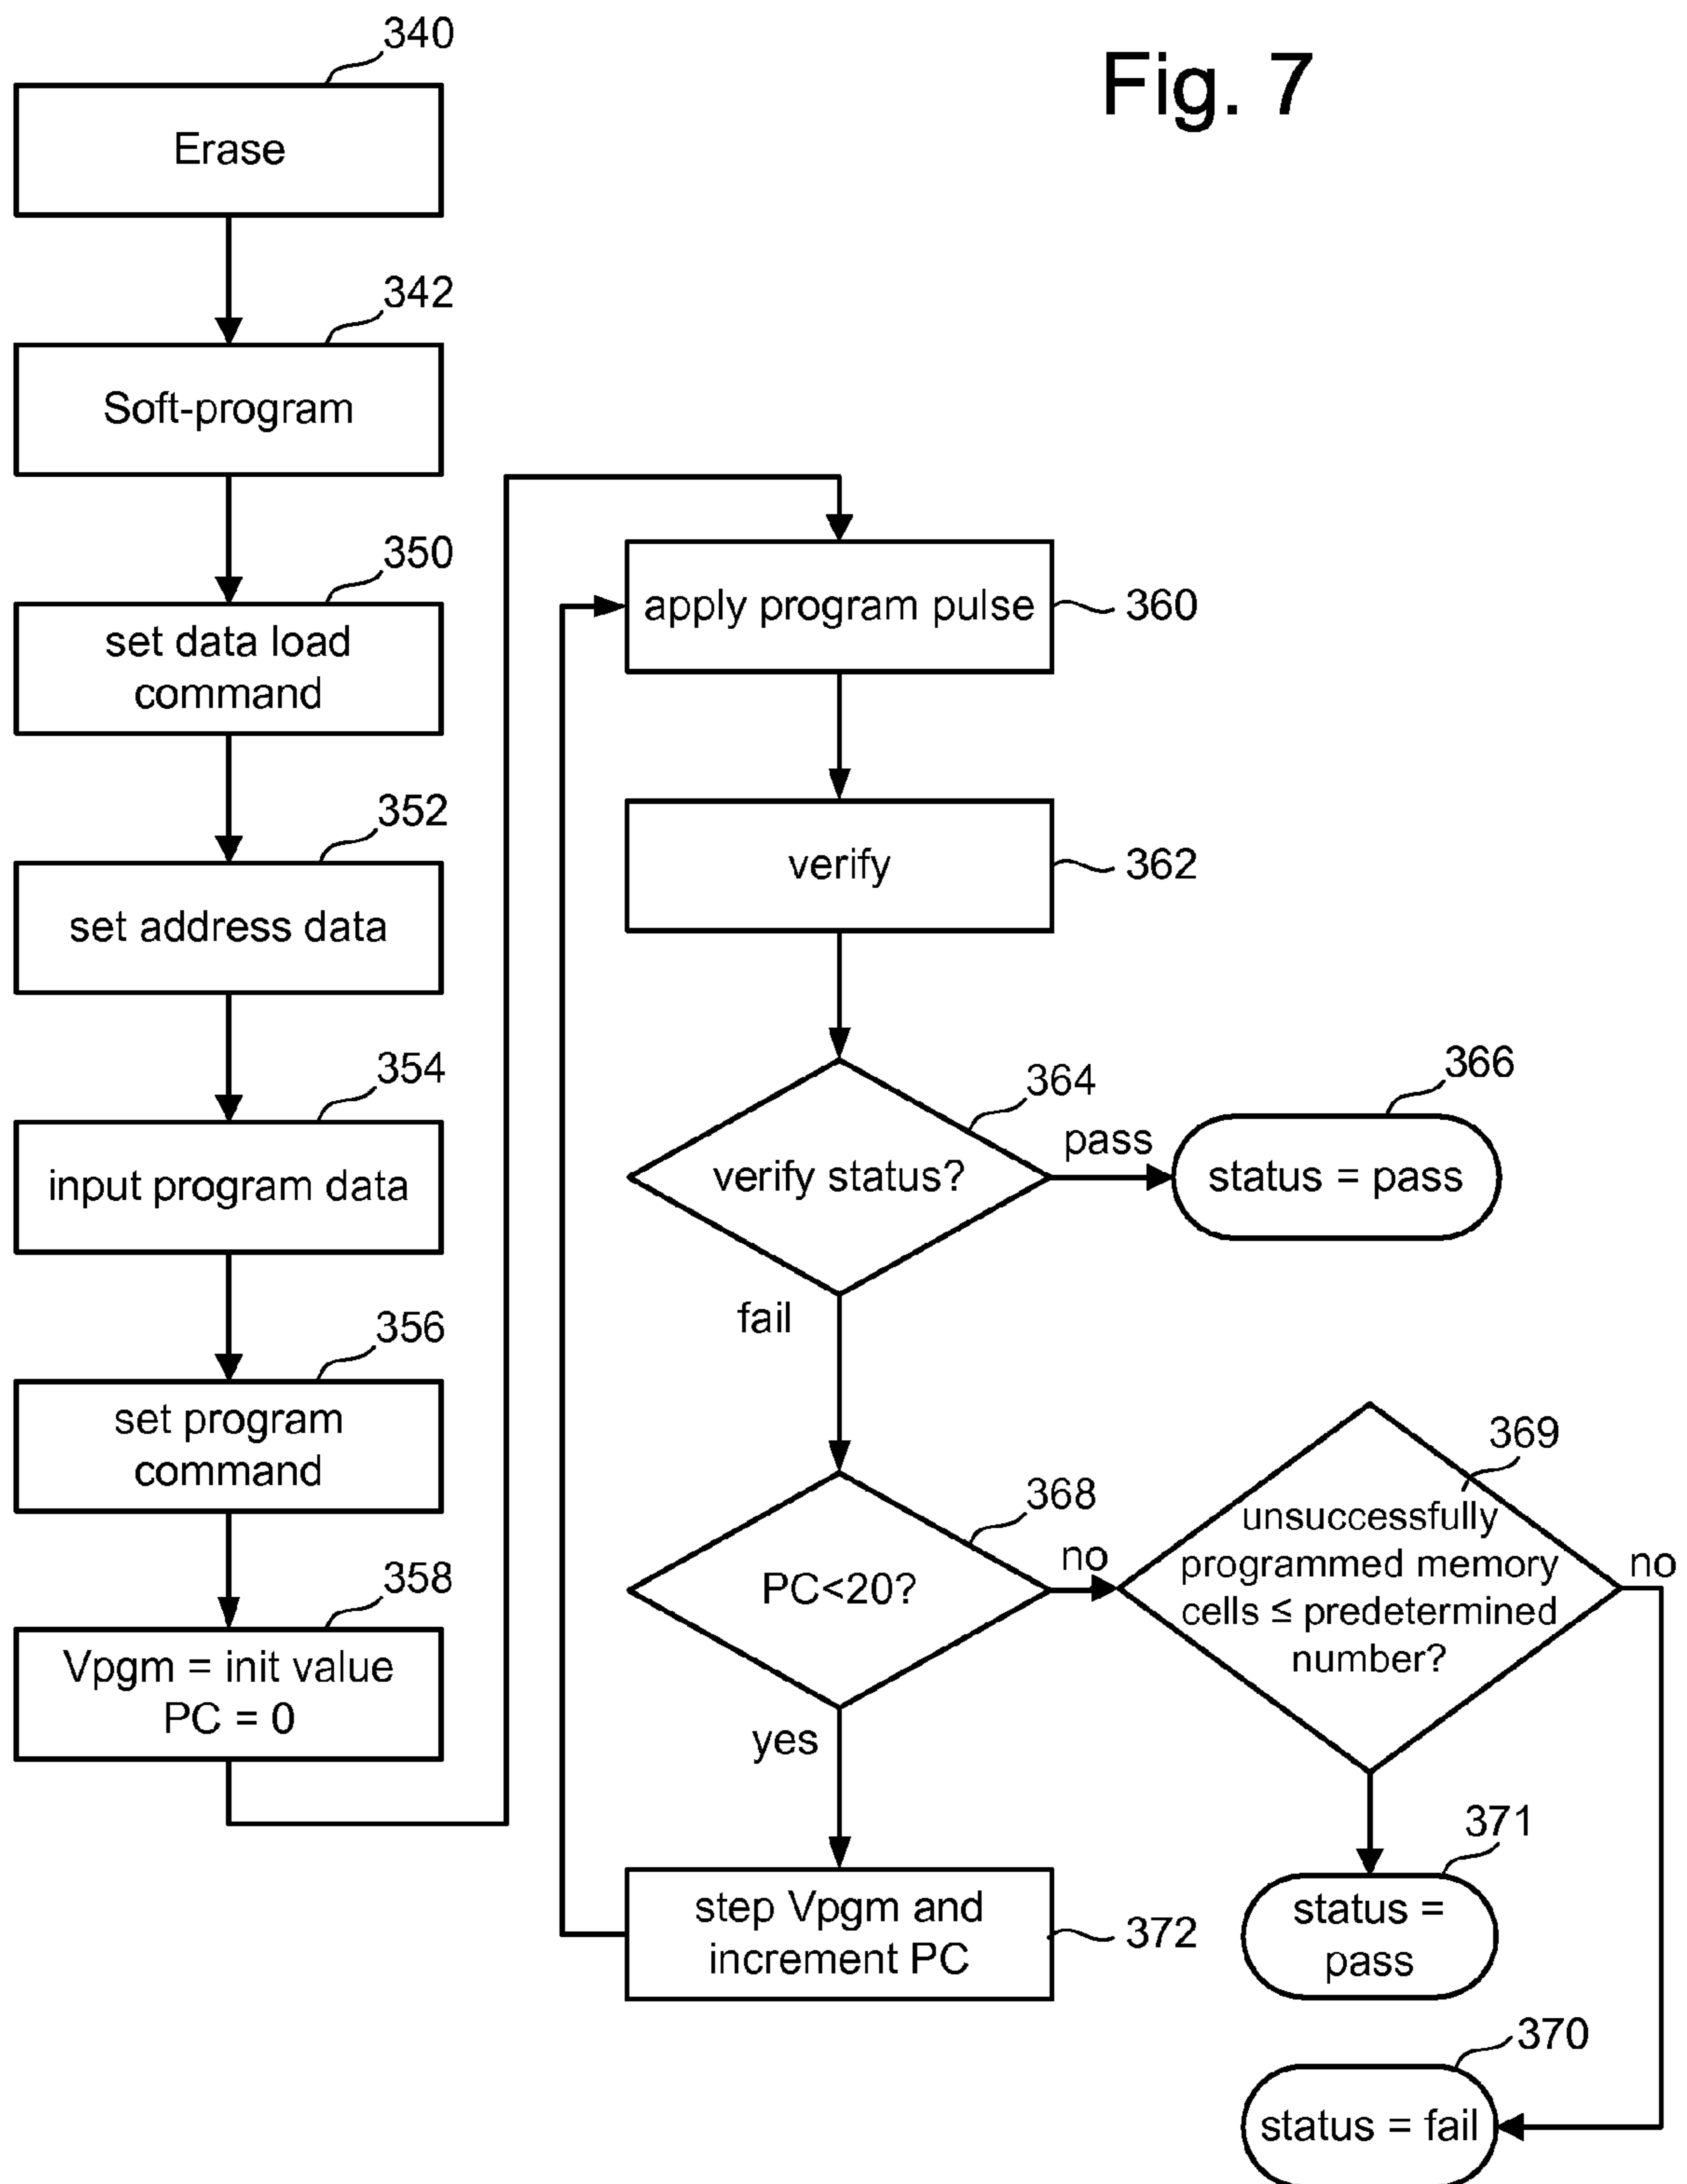 Fig. 7
340
Erase
342
Soft-program
350
set data load
command
352
set address data
354
input program data
356
set program
command
358
Vpgm = init value
PC = 0
apply program pulse
360
verify
362
364
verify status?
pass
366
status = pass
fail
368
PC<20?
no
369
unsuccessfully
programmed memory
cells ≤ predetermined
number?
no
yes
step Vpgm and
increment PC
372
371
status =
pass
370
status = fail